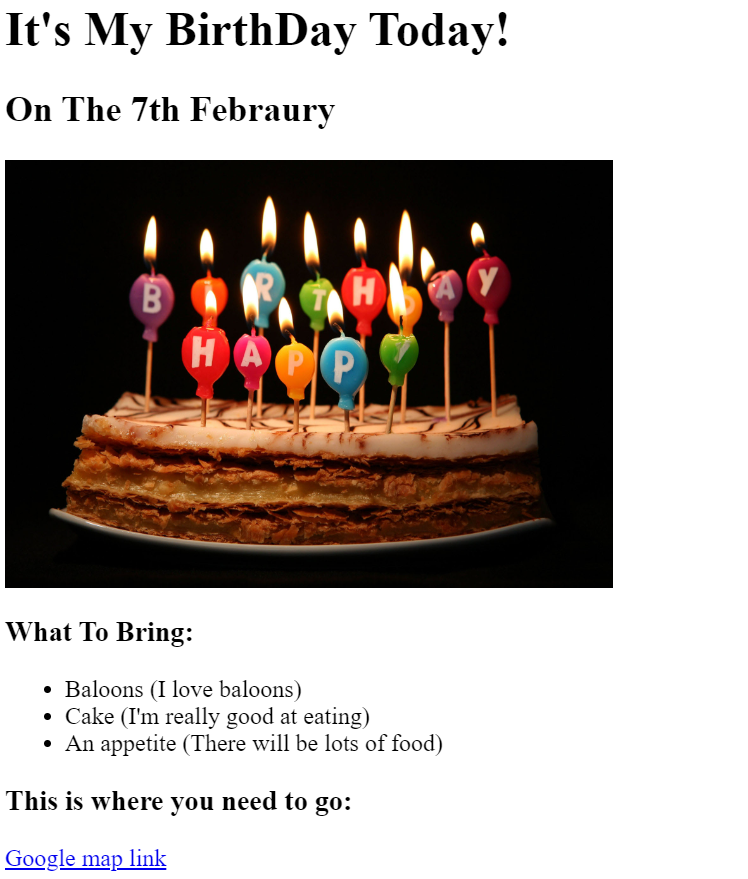 It's My BirthDay Today!
On The 7th Febraury
B I R T H D A Y
H A P P Y
What To Bring:
Baloons (I love baloons)
Cake (I'm really good at eating)
An appetite (There will be lots of food)
This is where you need to go:
Google map link